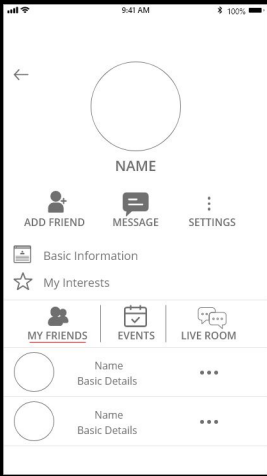 9:41 AM
100%
NAME
ADD FRIEND
MESSAGE
SETTINGS
Basic Information
My Interests
MY FRIENDS
EVENTS
LIVE ROOM
Name
Basic Details
Name
Basic Details